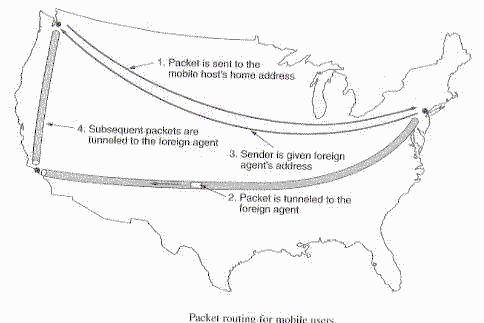 1. Packet is sent to the
mobile host's home address
4: Subsequent packets are
tunneled to the foreign agent
3. Sender is given foreign
agent's address
2. Packet is tunneled to the
foreign agent
Packet routing for mobile users.